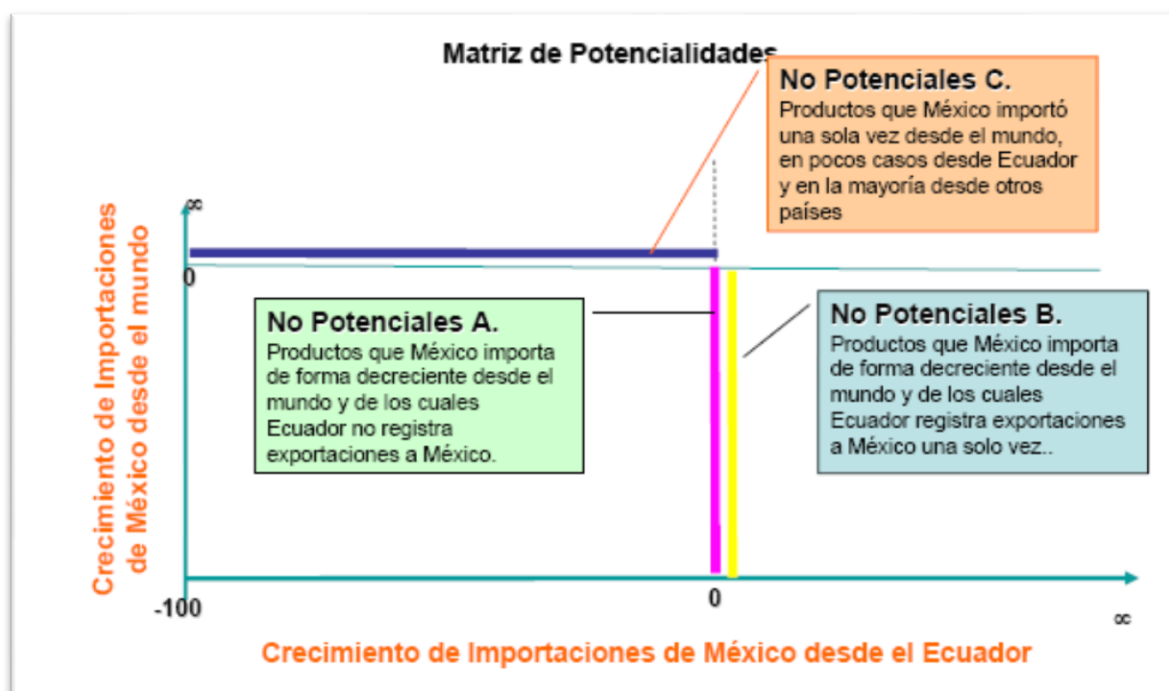 Matriz de Potencialidades
No Potenciales C.
Productos que México importó
una sola vez desde el mundo,
en pocos casos desde Ecuador
y en la mayoría desde otros
países
∞
0
Crecimiento de Importaciones
de México desde el mundo
No Potenciales A.
Productos que México importa
de forma decreciente desde el
mundo y de los cuales
Ecuador no registra
exportaciones a México.
No Potenciales B.
Productos que México importa
de forma decreciente desde el
mundo y de los cuales
Ecuador registra exportaciones
a México una solo vez..
-100
0
∞
Crecimiento de Importaciones de México desde el Ecuador